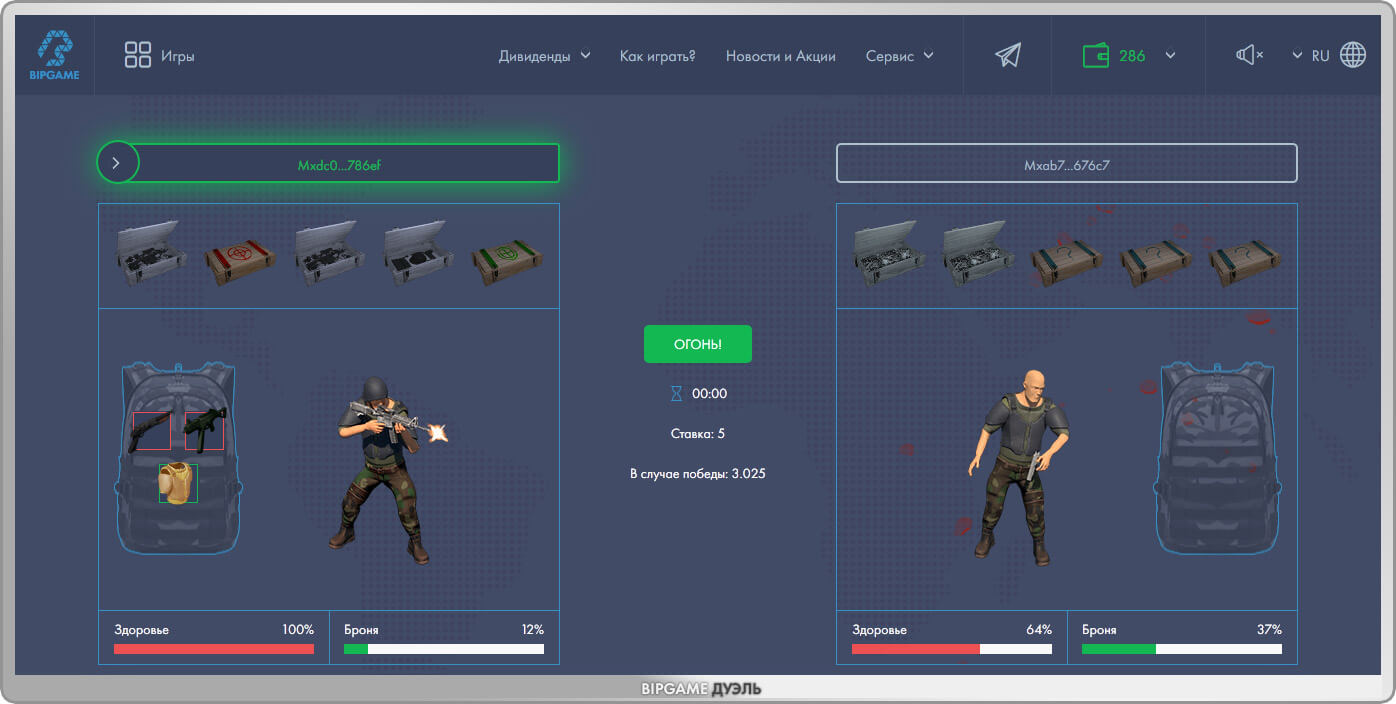 BIPGAME
Игры
Дивиденды
Как играть?
Новости и Акции
Сервис
286
RU
Mxdc0...786ef
Mxab7...676c7
ОГОНЬ!
00:00
Ставка: 5
В случае победы: 3.025
Здоровье 100%
Броня 12%
Здоровье 64%
Броня 37%
BIPGAME ДУЭЛЬ